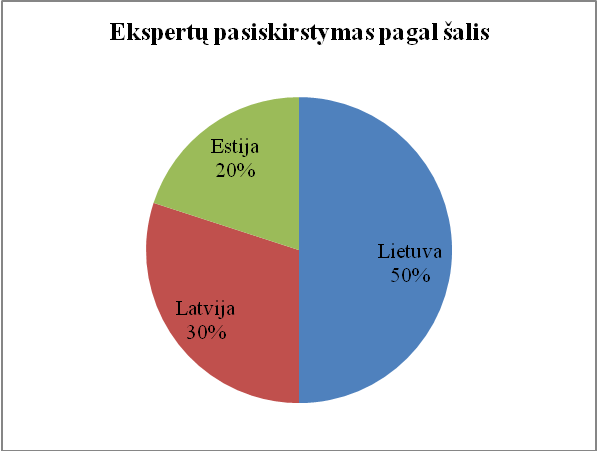 Ekspertų pasiskirstymas pagal šalis
Estija
20%
Lietuva
50%
Latvija
30%